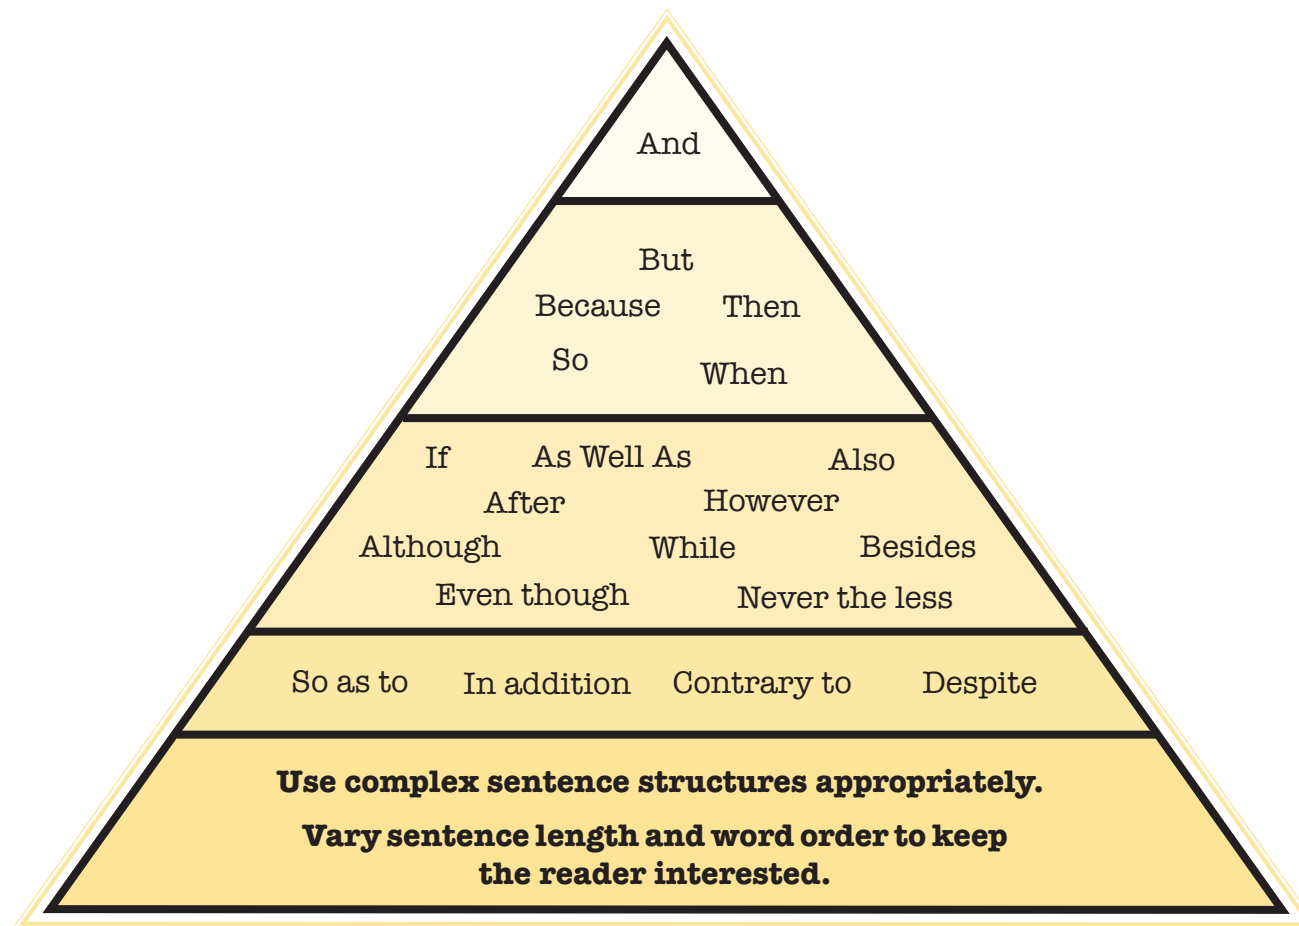 And
But
Because Then
So
When
If As Well As Also
After However
Although While Besides
Even though Never the less
So as to In addition Contrary to Despite
Use complex sentence structures appropriately.
Vary sentence length and word order to keep
the reader interested.